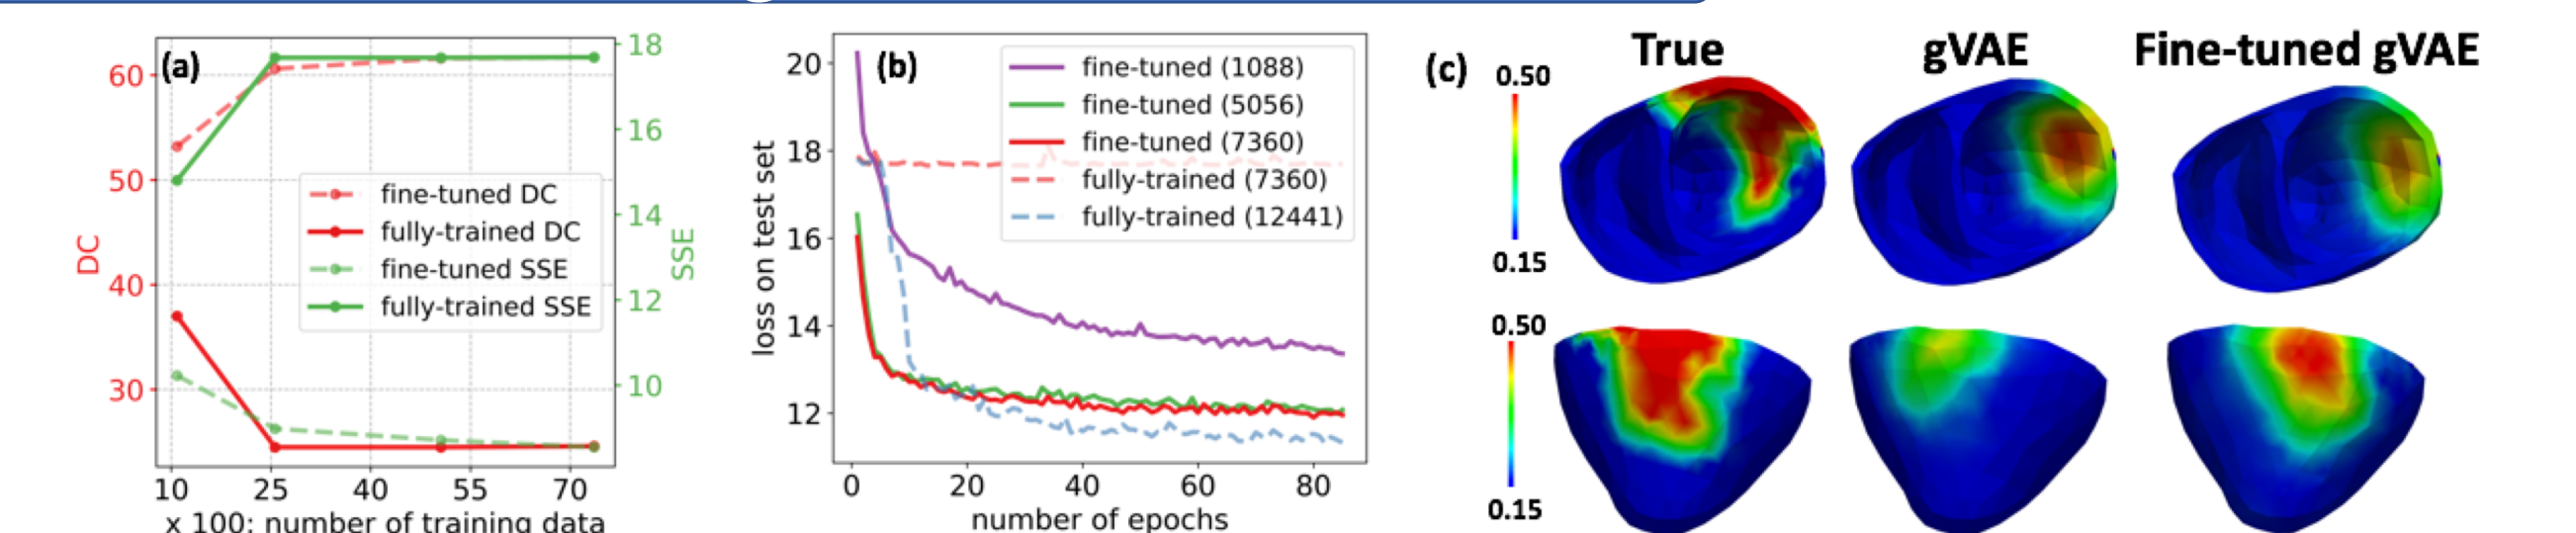 (a)
60
50
40
30
DC
18
16
14
12
10
SSE
fine-tuned DC
fully-trained DC
fine-tuned SSE
fully-trained SSE
10 25 40 55 70
x 100: number of training data
(b)
20
18
16
14
12
loss on test set
fine-tuned (1088)
fine-tuned (5056)
fine-tuned (7360)
fully-trained (7360)
fully-trained (12441)
0 20 40 60 80
number of epochs
(c)
True gVAE Fine-tuned gVAE
0.50
0.15
0.50
0.15